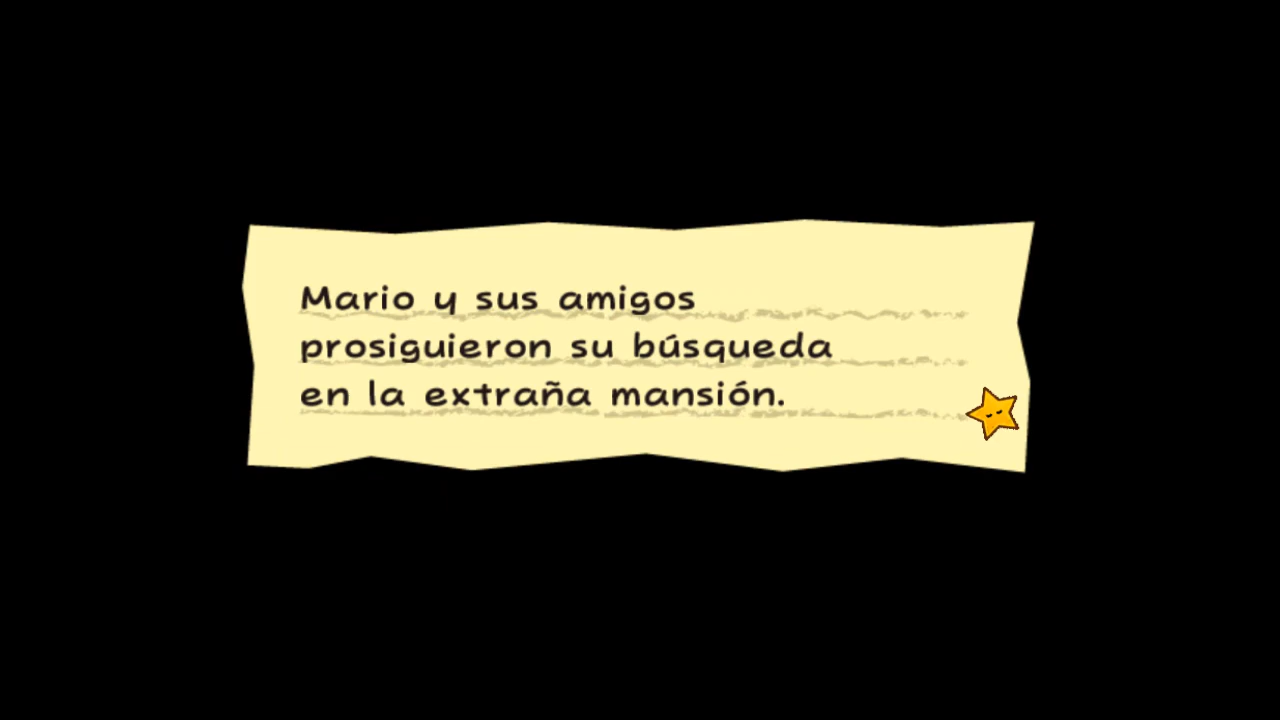 Mario y sus amigos
prosiguieron su búsqueda
en la extraña mansión.